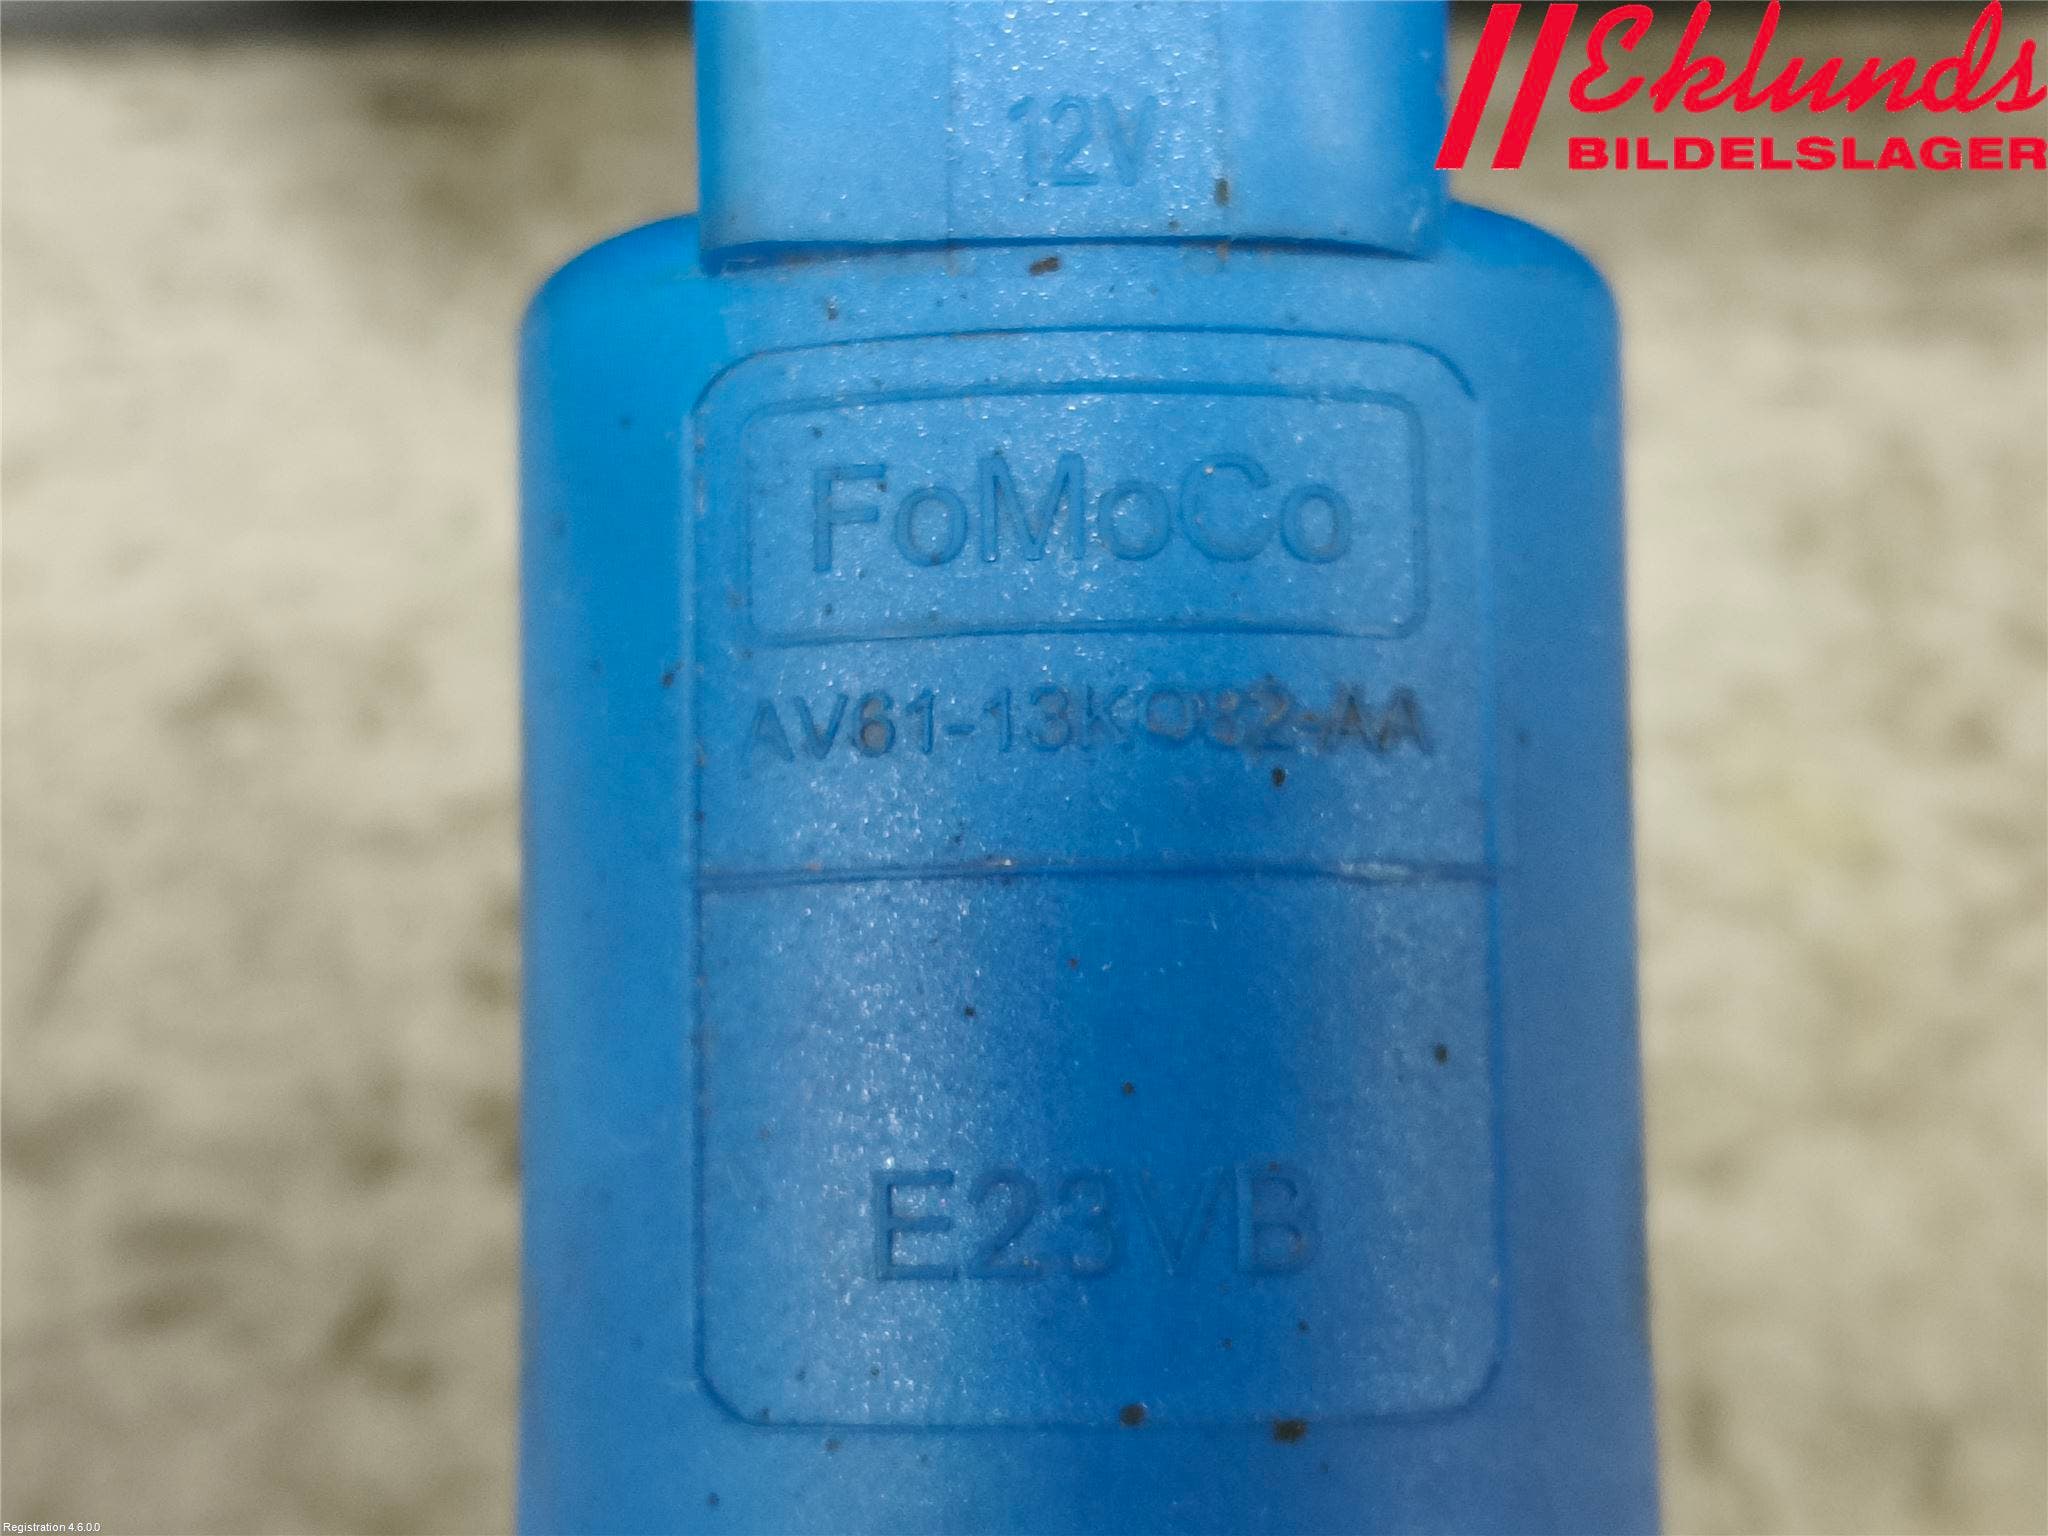 Eklunds
BILDELSLAGER
12V
FoMoCo
AV61-13K082-AA
E23VB
Registration 4.6.0.0